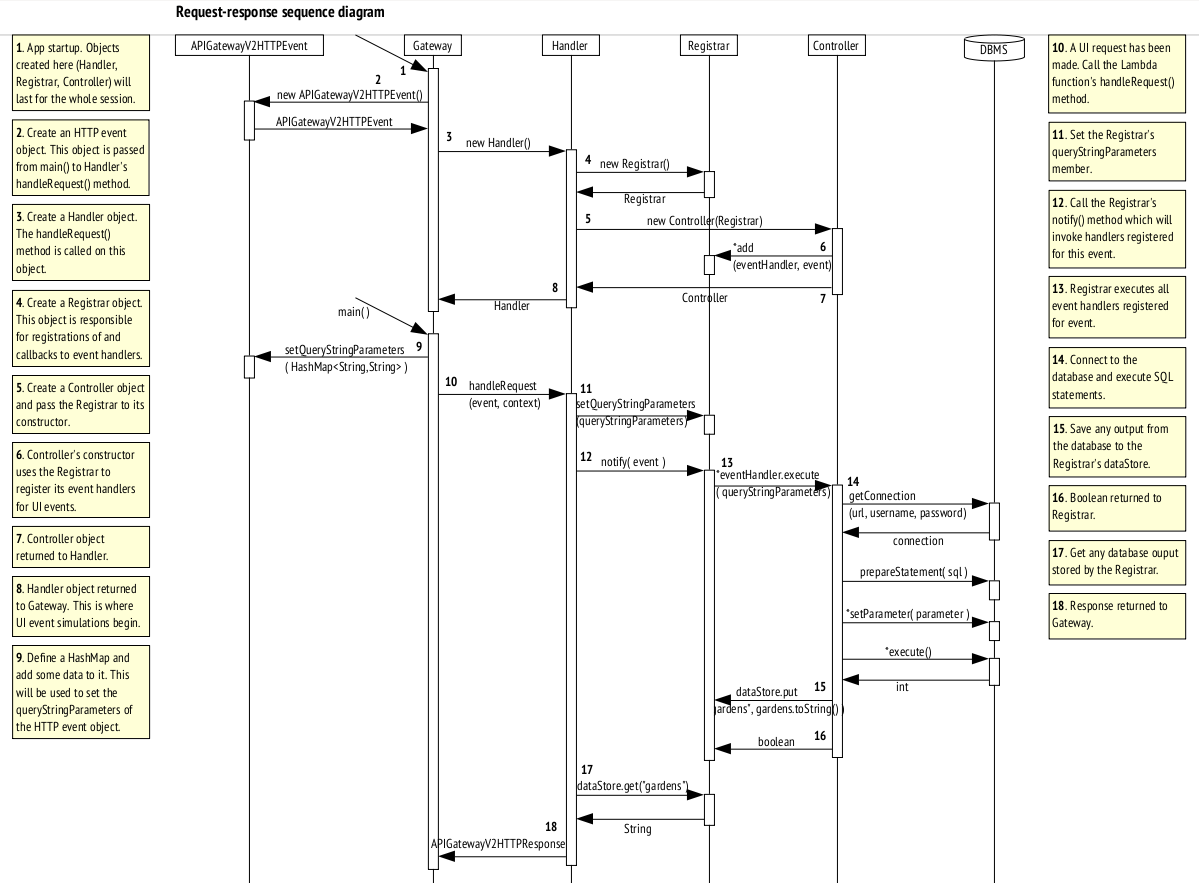 Request-response sequence diagram
1. App startup. Objects
created here (Handler,
Registrar, Controller) will
last for the whole session.
2. Create an HTTP event
object. This object is passed
from main() to Handler's
handleRequest() method.
3. Create a Handler object.
The handleRequest()
method is called on this
object.
4. Create a Registrar object.
This object is responsible
for registrations of and
callbacks to event handlers.
5. Create a Controller object
and pass the Registrar to its
constructor.
6. Controller's constructor
uses the Registrar to
register its event handlers
for UI events.
7. Controller object
returned to Handler.
8. Handler object returned
to Gateway. This is where
UI event simulations begin.
9. Define a HashMap and
add some data to it. This
will be used to set the
queryStringParameters of
the HTTP event object.
APIGatewayV2HTTPEvent
Gateway
Handler
Registrar
Controller
DBMS
1
2
new APIGatewayV2HTTPEvent()
APIGatewayV2HTTPEvent
3
new Handler()
4
new Registrar()
Registrar
5
new Controller(Registrar)
6
*add
(eventHandler, event)
8
Handler
Controller
7
main( )
9
setQueryStringParameters
( HashMap<String,String> )
10
handleRequest
(event, context)
11
setQueryStringParameters
(queryStringParameters)
12
notify( event )
13
*eventHandler.execute
( queryStringParameters)
14
getConnection
(url, username, password)
connection
prepareStatement( sql )
*setParameter( parameter )
*execute()
int
15
dataStore.put
gardens", gardens.toString() )
16
boolean
17
dataStore.get("gardens")
String
18
APIGatewayV2HTTPResponse
10. A UI request has been
made. Call the Lambda
function's handleRequest()
method.
11. Set the Registrar's
queryStringParameters
member.
12. Call the Registrar's
notify() method which will
invoke handlers registered
for this event.
13. Registrar executes all
event handlers registered
for event.
14. Connect to the
database and execute SQL
statements.
15. Save any output from
the database to the
Registrar's dataStore.
16. Boolean returned to
Registrar.
17. Get any database ouput
stored by the Registrar.
18. Response returned to
Gateway.